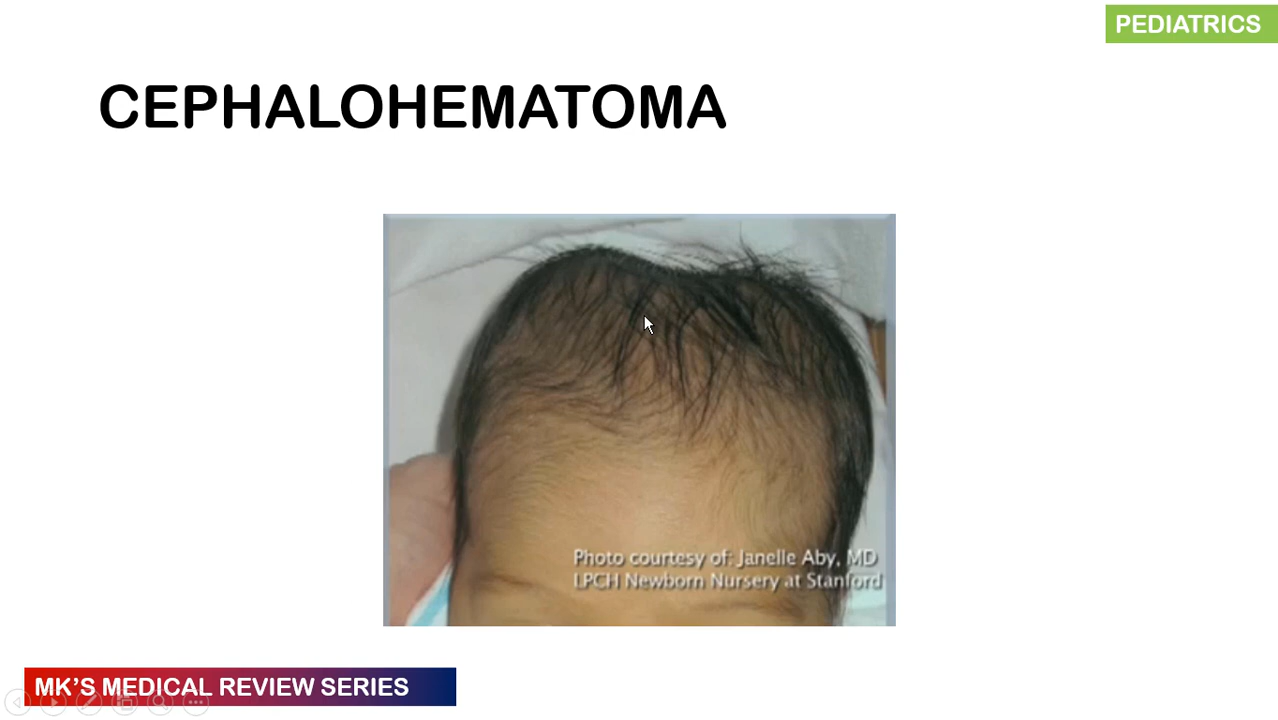 PEDIATRICS
CEPHALOHEMATOMA
Photo courtesy of: Janelle Aby, MD
LPCH Newborn Nursery at Stanford
MK'S MEDICAL REVIEW SERIES